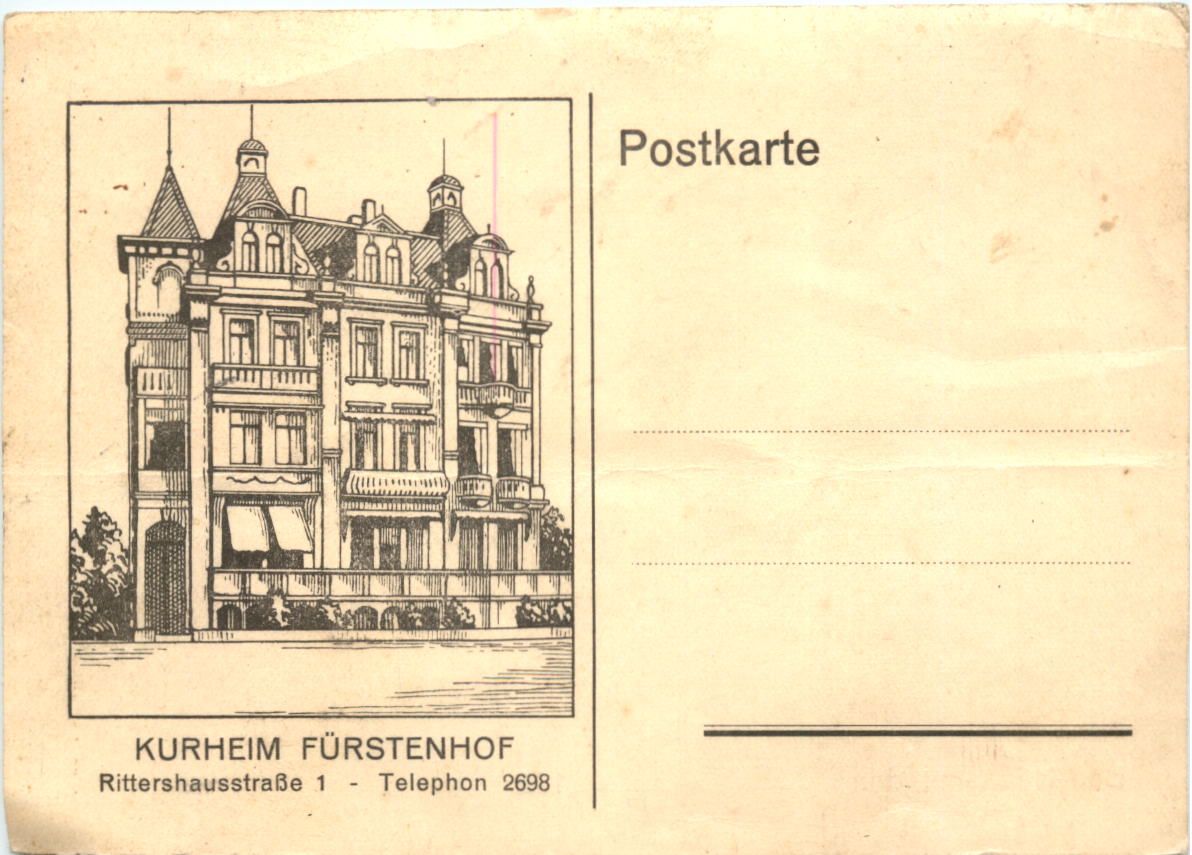 Postkarte
KURHEIM FÜRSTENHOF
Rittershausstraße 1 - Telephon 2698